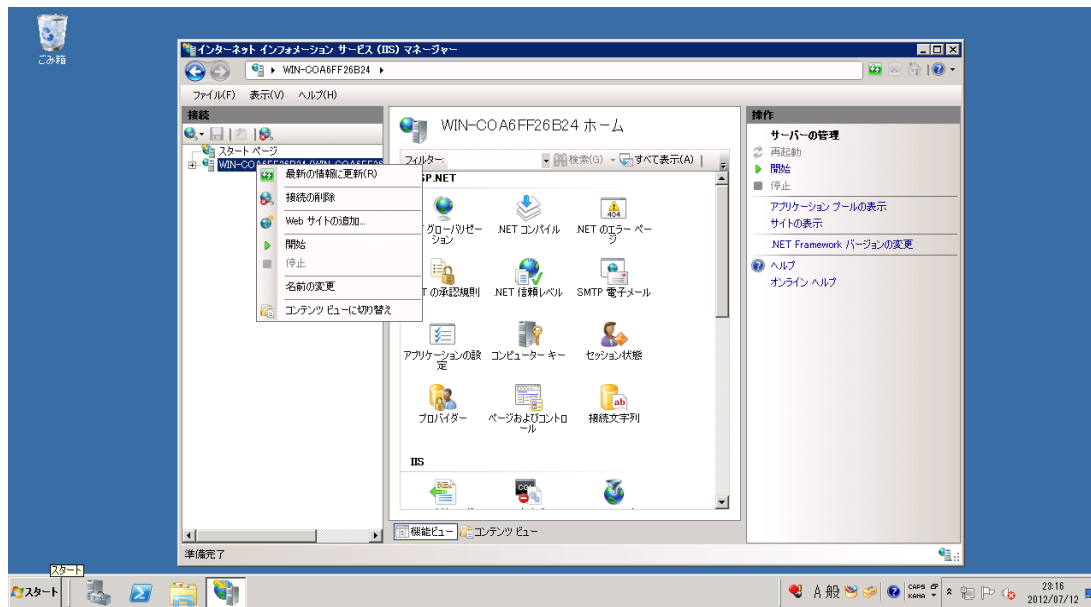 ごみ箱
インターネット インフォメーション サービス (IIS) マネージャー
WIN-COA6FF26B24
ファイル(F) 表示(V) ヘルプ(H)
接続
スタート ページ
WIN-COA6FF26B24 (WIN-COA6FF26
最新の情報に更新(R)
接続の削除
Web サイトの追加...
開始
停止
名前の変更
コンテンツ ビューに切り替え
WIN-COA6FF26B24 ホーム
フィルター: 検索(G) すべて表示(A)
SP.NET
グローバリゼーション
.NET コンパイル
.NET のエラー ページ
T の承認規則
.NET 信頼レベル
SMTP 電子メール
アプリケーションの設定
コンピューター キー
セッション状態
プロバイダー
ページおよびコントロール
接続文字列
IIS
機能ビュー
コンテンツ ビュー
操作
サーバーの管理
再起動
開始
停止
アプリケーション プールの表示
サイトの表示
.NET Framework バージョンの変更
ヘルプ
オンライン ヘルプ
準備完了
スタート
スタート
A 般
CAPS
KANA
23:16
2012/07/12